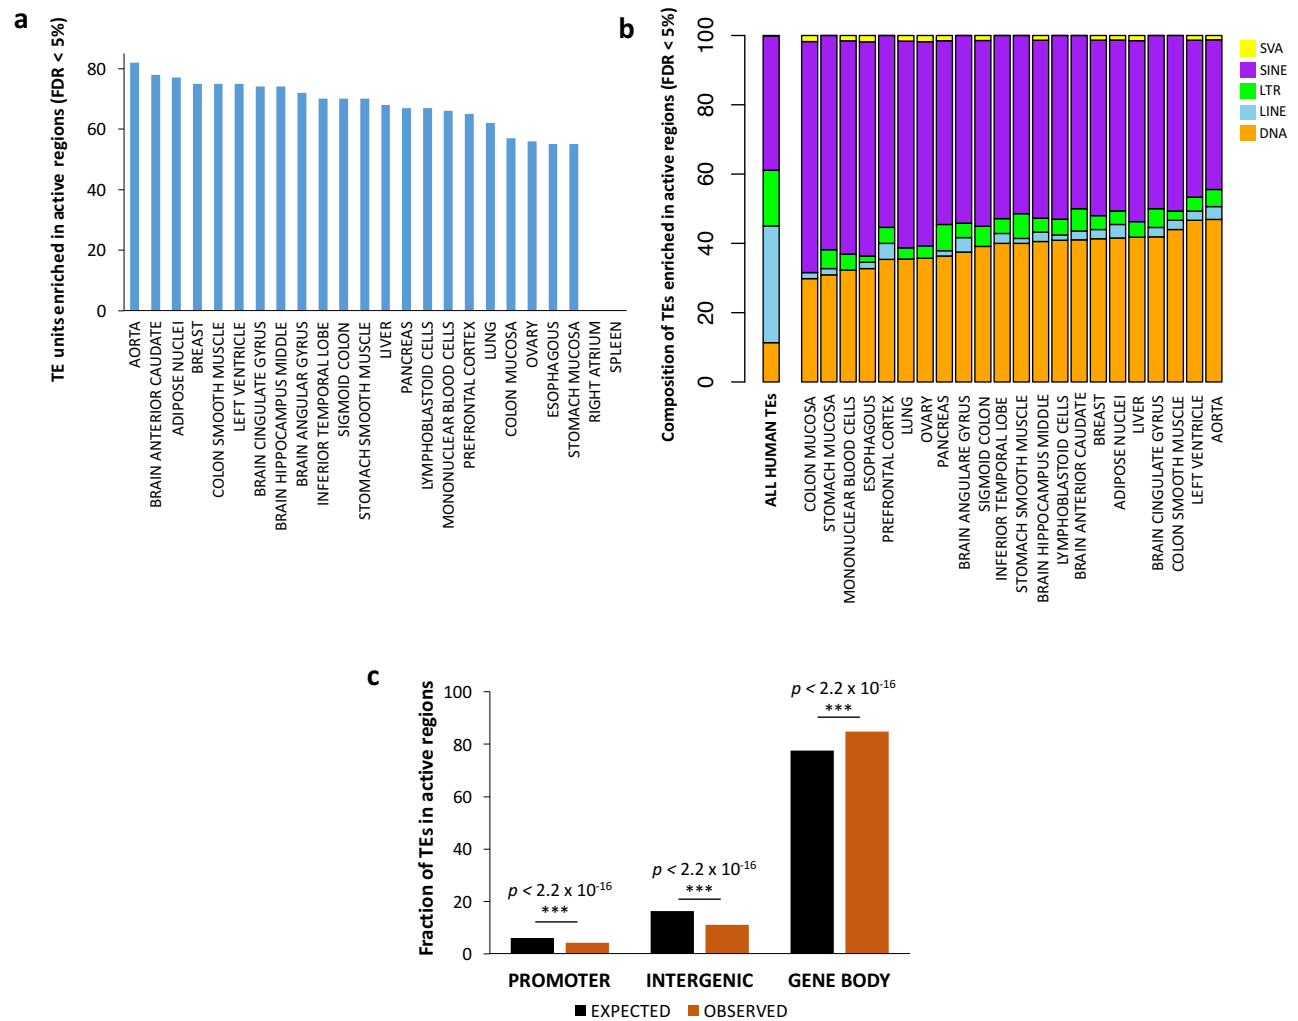 a
TE units enriched in active regions (FDR < 5%)
80
60
40
20
0
AORTA
BRAIN ANTERIOR CAUDATE
ADIPOSE NUCLEI
BREAST
COLON SMOOTH MUSCLE
LEFT VENTRICLE
BRAIN CINGULATE GYRUS
BRAIN HIPPOCAMPUS MIDDLE
BRAIN ANGULAR GYRUS
INFERIOR TEMPORAL LOBE
SIGMOID COLON
STOMACH SMOOTH MUSCLE
LIVER
PANCREAS
LYMPHOBLASTOID CELLS
MONONUCLEAR BLOOD CELLS
PREFRONTAL CORTEX
LUNG
COLON MUCOSA
OVARY
ESOPHAGOUS
STOMACH MUCOSA
RIGHT ATRIUM
SPLEEN
b
Composition of TEs enriched in active regions (FDR < 5%)
100
80
60
40
20
0
ALL HUMAN TEs
COLON MUCOSA
STOMACH MUCOSA
MONONUCLEAR BLOOD CELLS
ESOPHAGOUS
PREFRONTAL CORTEX
LUNG
OVARY
PANCREAS
BRAIN ANGULARE GYRUS
SIGMOID COLON
INFERIOR TEMPORAL LOBE
STOMACH SMOOTH MUSCLE
BRAIN HIPPOCAMPUS MIDDLE
LYMPHOBLASTOID CELLS
BRAIN ANTERIOR CAUDATE
BREAST
ADIPOSE NUCLEI
LIVER
BRAIN CINGULATE GYRUS
COLON SMOOTH MUSCLE
LEFT VENTRICLE
AORTA
SVA
SINE
LTR
LINE
DNA
c
Fraction of TEs in active regions
100
80
60
40
20
0
p < 2.2 x 10⁻¹⁶
***
p < 2.2 x 10⁻¹⁶
***
p < 2.2 x 10⁻¹⁶
***
PROMOTER
INTERGENIC
GENE BODY
EXPECTED
OBSERVED